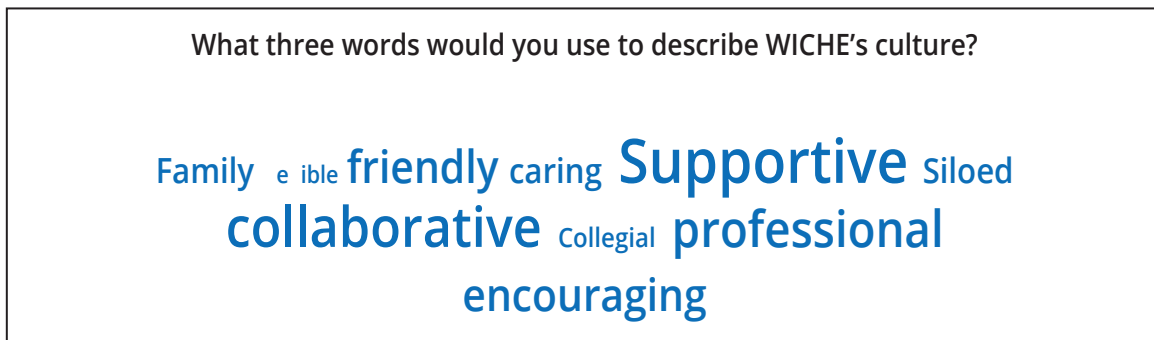 What three words would you use to describe WICHE’s culture?
Family e ible friendly caring Supportive Siloed
collaborative Collegial professional
encouraging